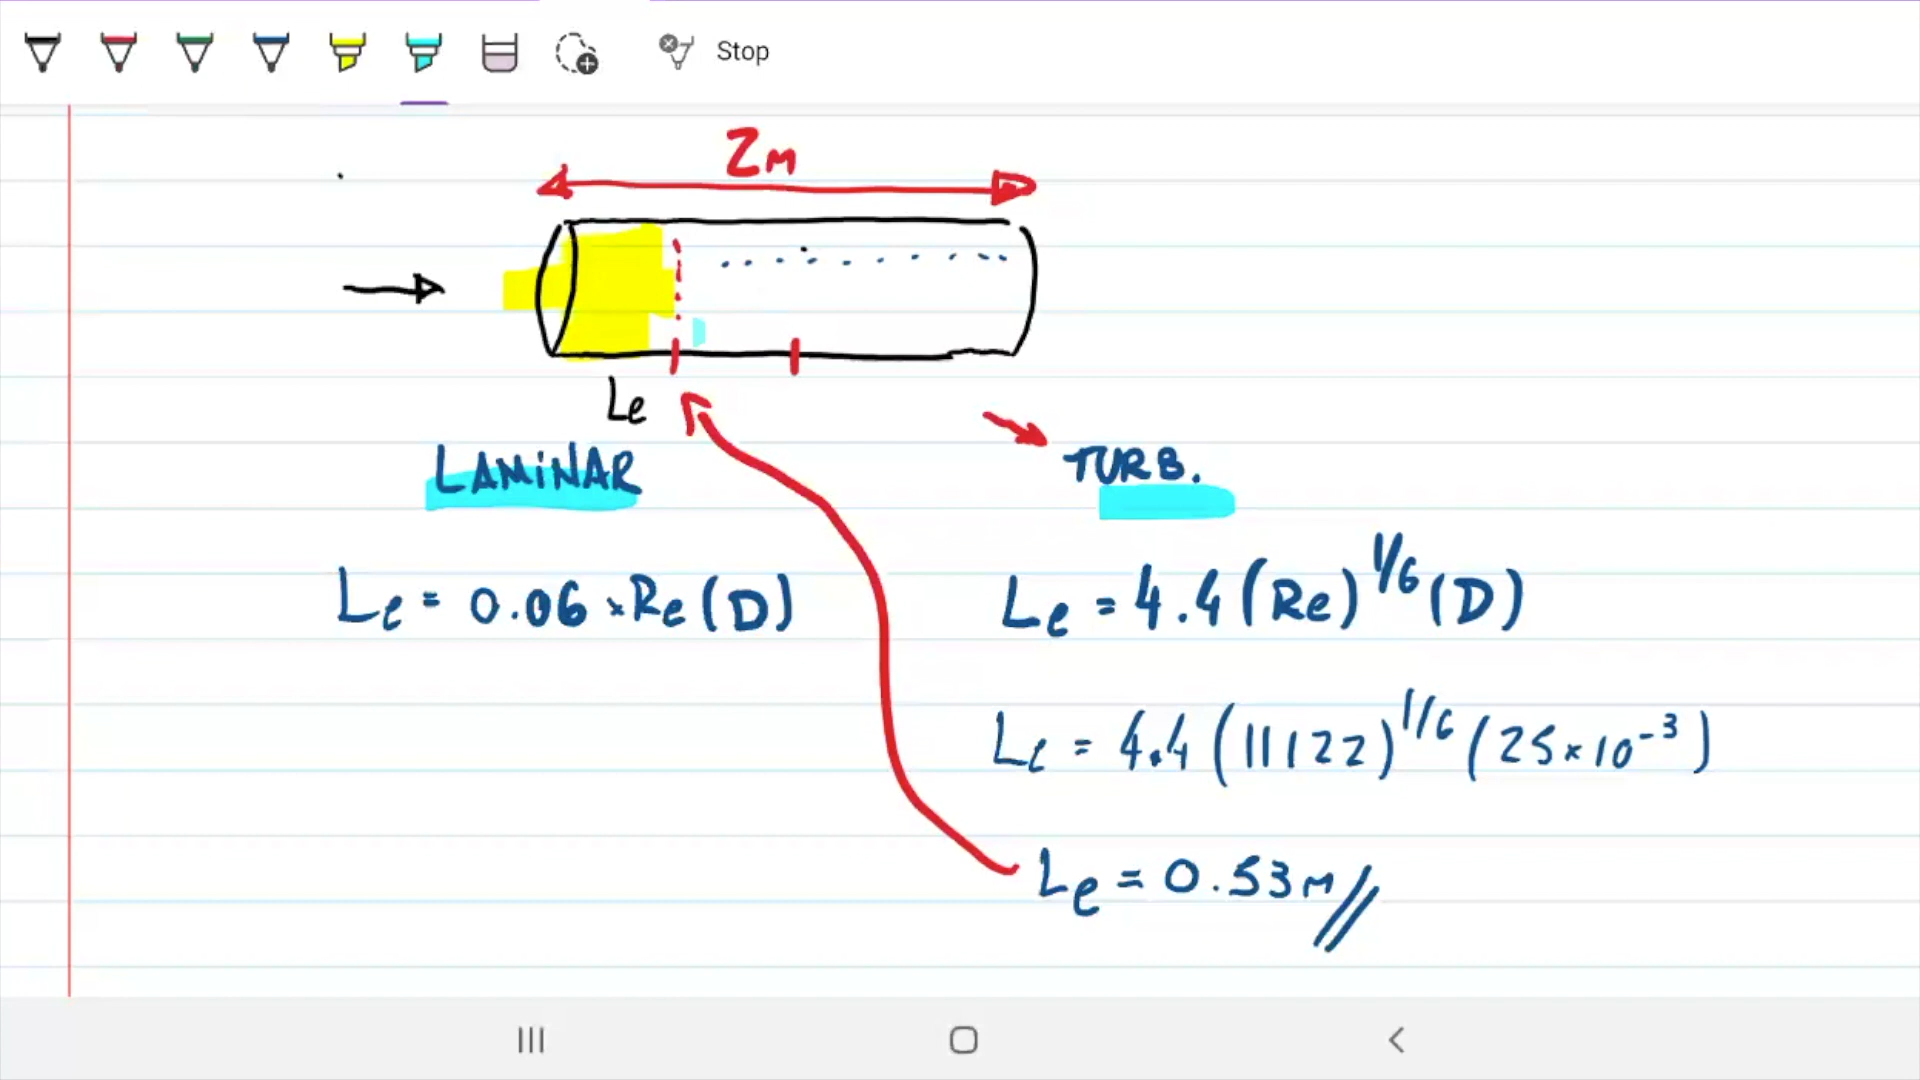 Stop
2m
Le
LAMINAR
TURB.
Le = 0.06 × Re (D)
Le = 4.4 (Re)^1/6 (D)
Le = 4.4 (11122)^1/6 (25×10^-3)
Le = 0.53m//